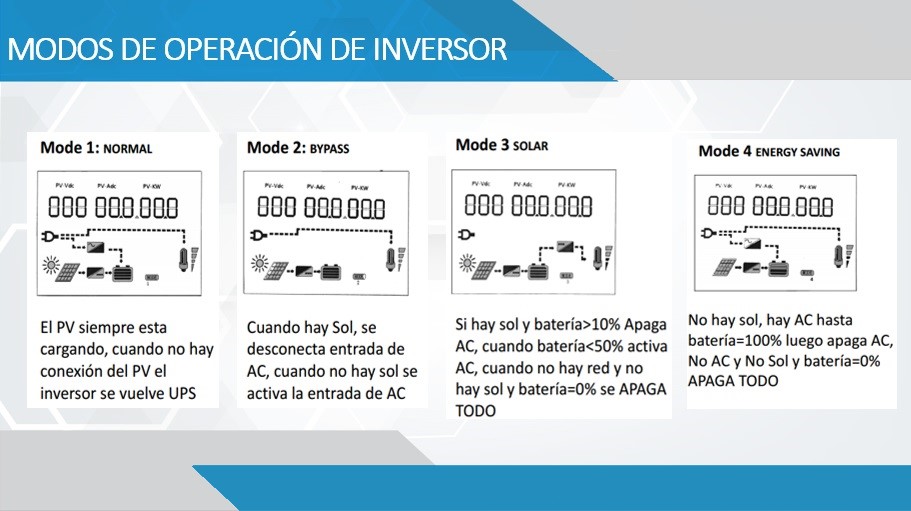 MODOS DE OPERACIÓN DE INVERSOR
Mode 1: NORMAL
PV-Vdc PV-Adc PV-KW
000 00.0 00.0
1
El PV siempre esta
cargando, cuando no hay
conexión del PV el
inversor se vuelve UPS
Mode 2: BYPASS
PV-Vdc PV-Adc PV-KW
000 00.0 00.0
2
Cuando hay Sol, se
desconecta entrada de
AC, cuando no hay sol se
activa la entrada de AC
Mode 3 SOLAR
PV-Vdc PV-Adc PV-KW
000 00.0 00.0
3
Si hay sol y batería>10% Apaga
AC, cuando batería<50% activa
AC, cuando no hay red y no
hay sol y batería=0% se APAGA
TODO
Mode 4 ENERGY SAVING
PV-Vdc PV-Adc PV-KW
000 00.0 00.0
4
No hay sol, hay AC hasta
batería=100% luego apaga AC,
No AC y No Sol y batería=0%
APAGA TODO